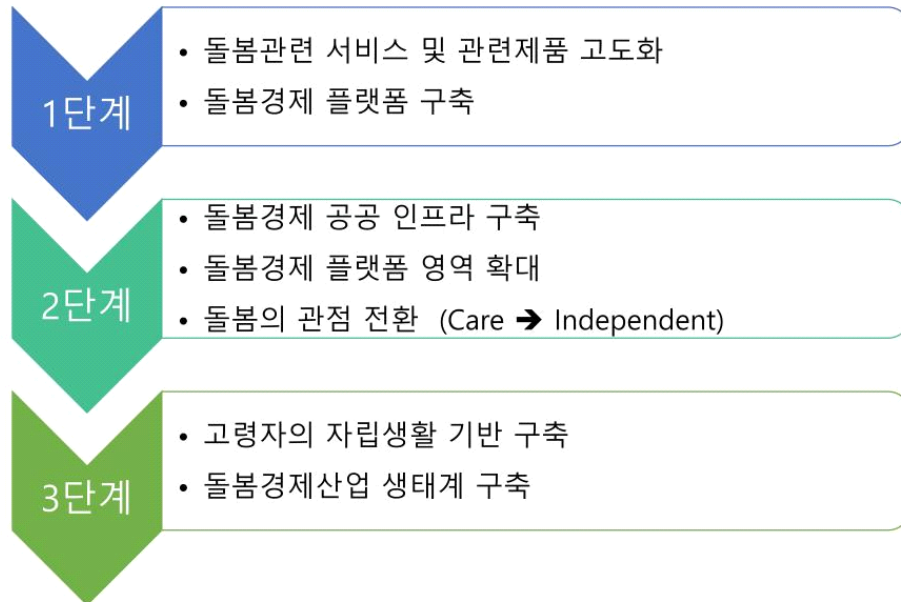 1단계
• 돌봄관련 서비스 및 관련제품 고도화
• 돌봄경제 플랫폼 구축
2단계
• 돌봄경제 공공 인프라 구축
• 돌봄경제 플랫폼 영역 확대
• 돌봄의 관점 전환 (Care ➔ Independent)
3단계
• 고령자의 자립생활 기반 구축
• 돌봄경제산업 생태계 구축